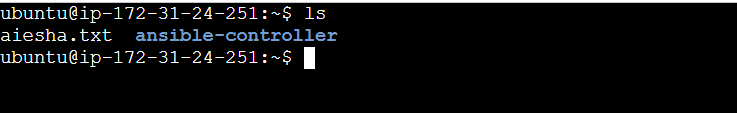 ubuntu@ip-172-31-24-251:~$ ls
aiesha.txt  ansible-controller
ubuntu@ip-172-31-24-251:~$